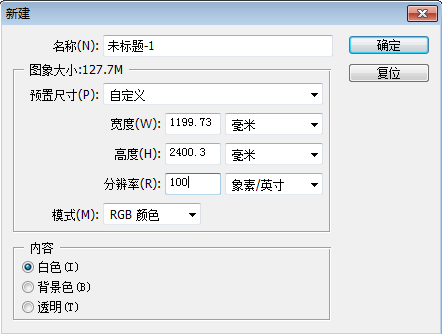 新建
名称(N): 未标题-1
确定
图象大小:127.7M
复位
预置尺寸(P): 自定义
宽度(W): 1199.73 毫米
高度(H): 2400.3 毫米
分辨率(R): 100 象素/英寸
模式(M): RGB 颜色
内容
白色(I)
背景色(B)
透明(T)